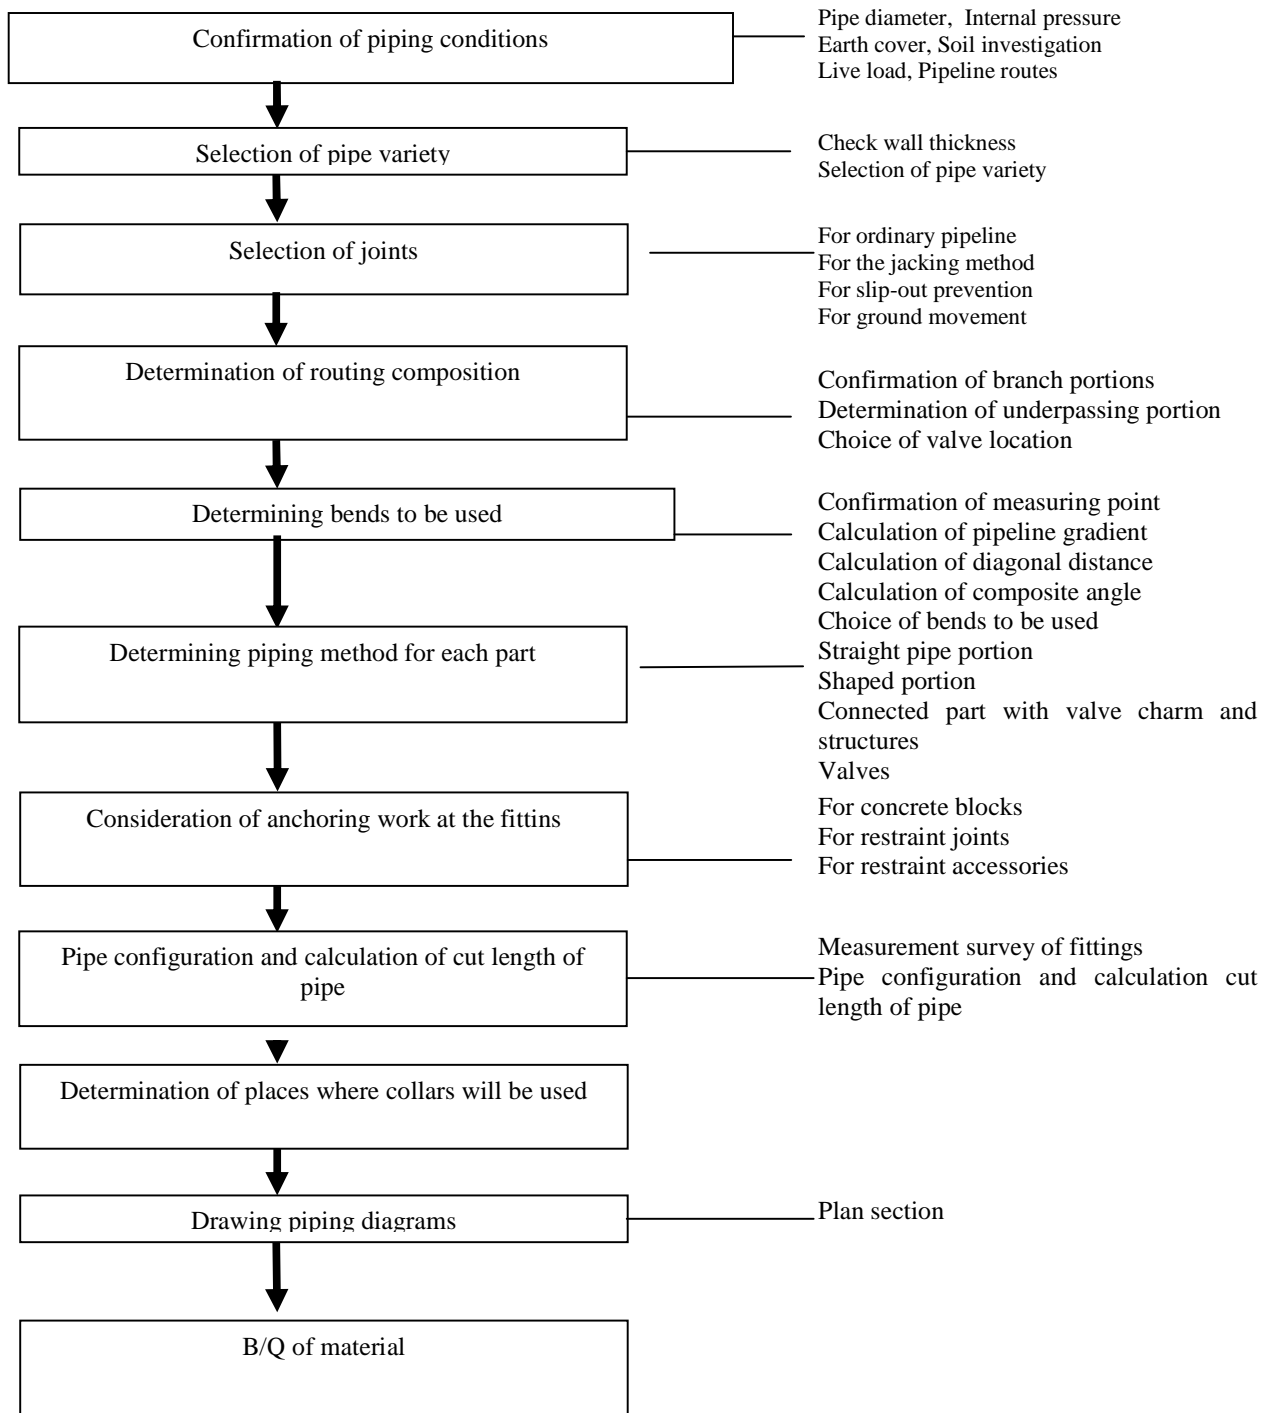 Confirmation of piping conditions
Pipe diameter, Internal pressure
Earth cover, Soil investigation
Live load, Pipeline routes
Selection of pipe variety
Check wall thickness
Selection of pipe variety
Selection of joints
For ordinary pipeline
For the jacking method
For slip-out prevention
For ground movement
Determination of routing composition
Confirmation of branch portions
Determination of underpassing portion
Choice of valve location
Determining bends to be used
Confirmation of measuring point
Calculation of pipeline gradient
Calculation of diagonal distance
Calculation of composite angle
Choice of bends to be used
Determining piping method for each part
Straight pipe portion
Shaped portion
Connected part with valve charm and
structures
Valves
Consideration of anchoring work at the fittins
For concrete blocks
For restraint joints
For restraint accessories
Pipe configuration and calculation of cut length of
pipe
Measurement survey of fittings
Pipe configuration and calculation cut
length of pipe
Determination of places where collars will be used
Drawing piping diagrams
Plan section
B/Q of material